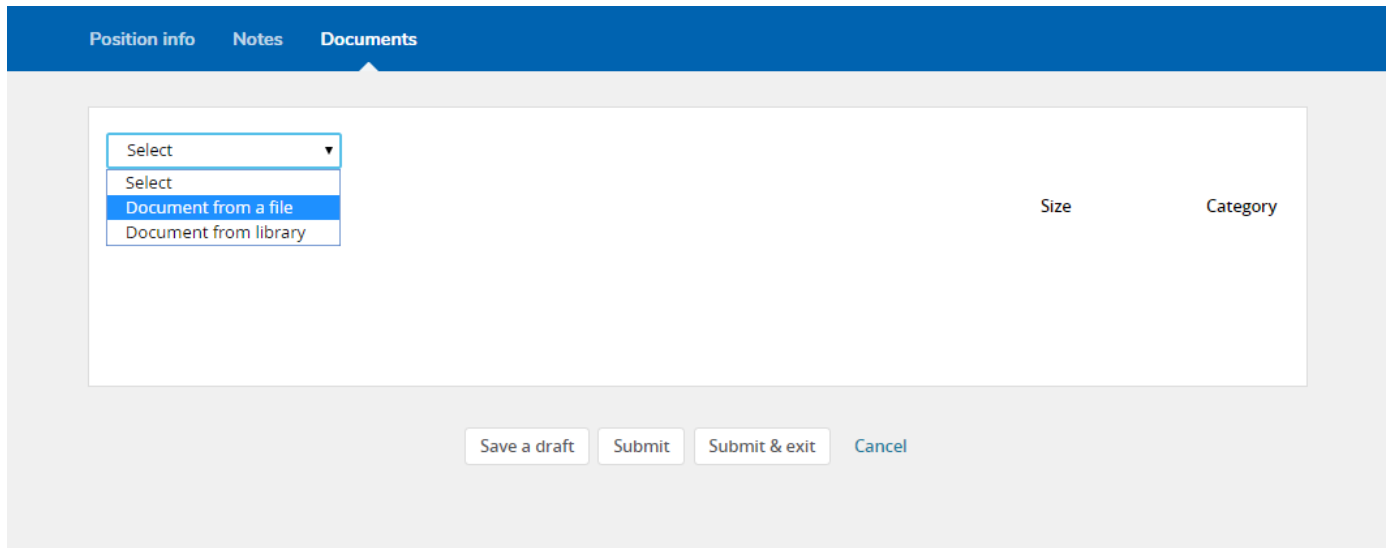 Position info Notes Documents
Select
Select
Document from a file
Size Category
Document from library
Save a draft Submit Submit & exit Cancel